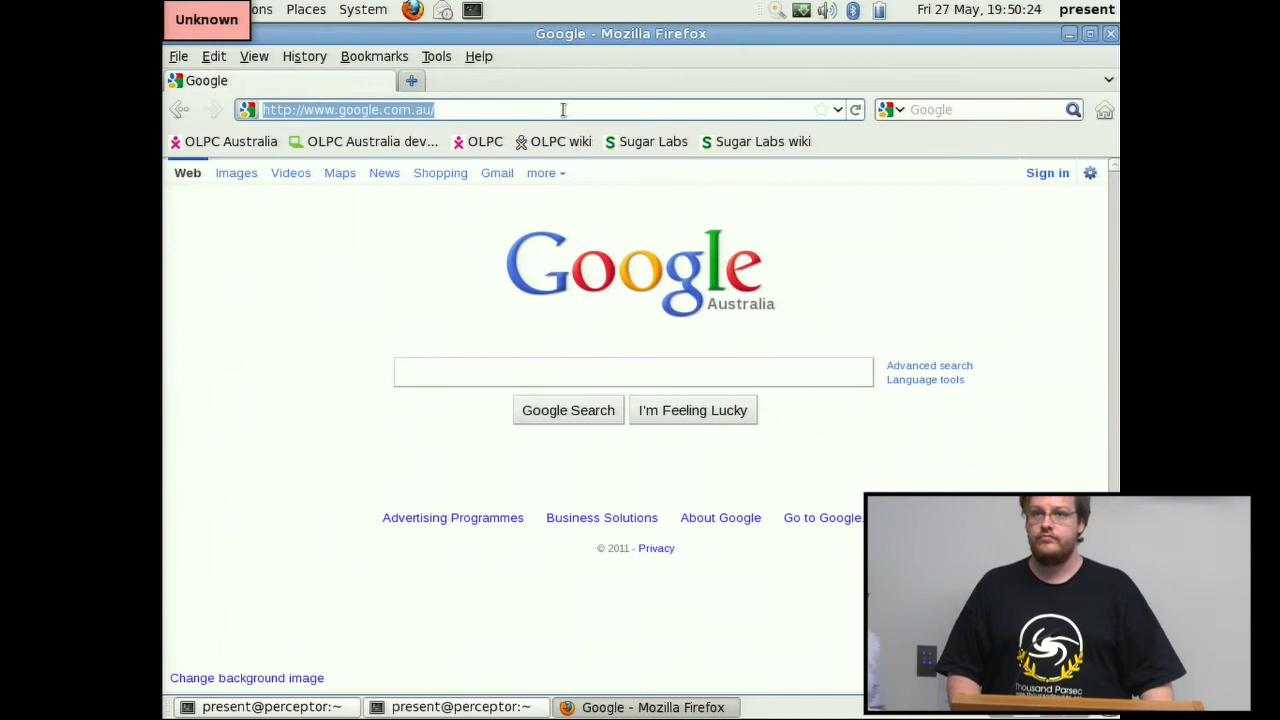 Unknown
ons Places System Fri 27 May, 19:50:24 present
Google - Mozilla Firefox
File Edit View History Bookmarks Tools Help
Google
http://www.google.com.au/ Google
OLPC Australia OLPC Australia dev... OLPC OLPC wiki Sugar Labs Sugar Labs wiki
Web Images Videos Maps News Shopping Gmail more Sign in
Google
Australia
Advanced search
Language tools
Google Search I'm Feeling Lucky
Advertising Programmes Business Solutions About Google Go to Google.
© 2011 - Privacy
Thousand Parsec
Change background image
present@perceptor:~ present@perceptor:~ Google - Mozilla Firefox